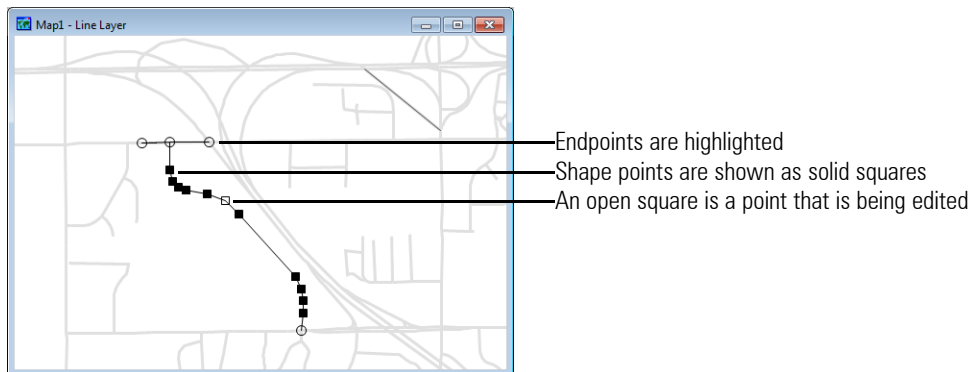 Map1 - Line Layer
Endpoints are highlighted
Shape points are shown as solid squares
An open square is a point that is being edited